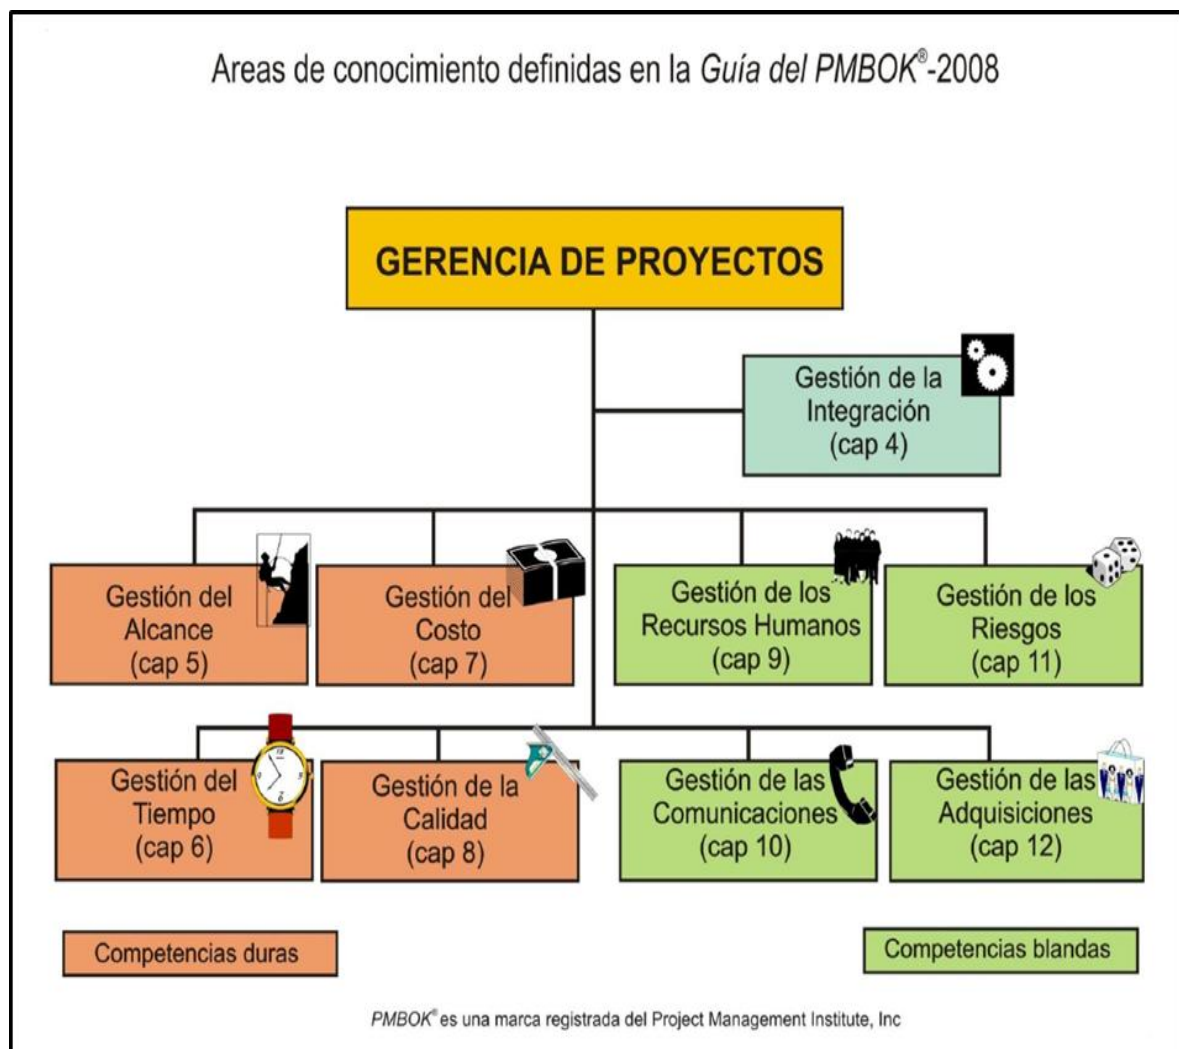 Areas de conocimiento definidas en la Guía del PMBOK®-2008
GERENCIA DE PROYECTOS
Gestión de la
Integración
(cap 4)
Gestión del
Alcance
(cap 5)
Gestión del
Costo
(cap 7)
Gestión de los
Recursos Humanos
(cap 9)
Gestión de los
Riesgos
(cap 11)
Gestión del
Tiempo
(cap 6)
Gestión de la
Calidad
(cap 8)
Gestión de las
Comunicaciones
(cap 10)
Gestión de las
Adquisiciones
(cap 12)
Competencias duras
Competencias blandas
PMBOK® es una marca registrada del Project Management Institute, Inc